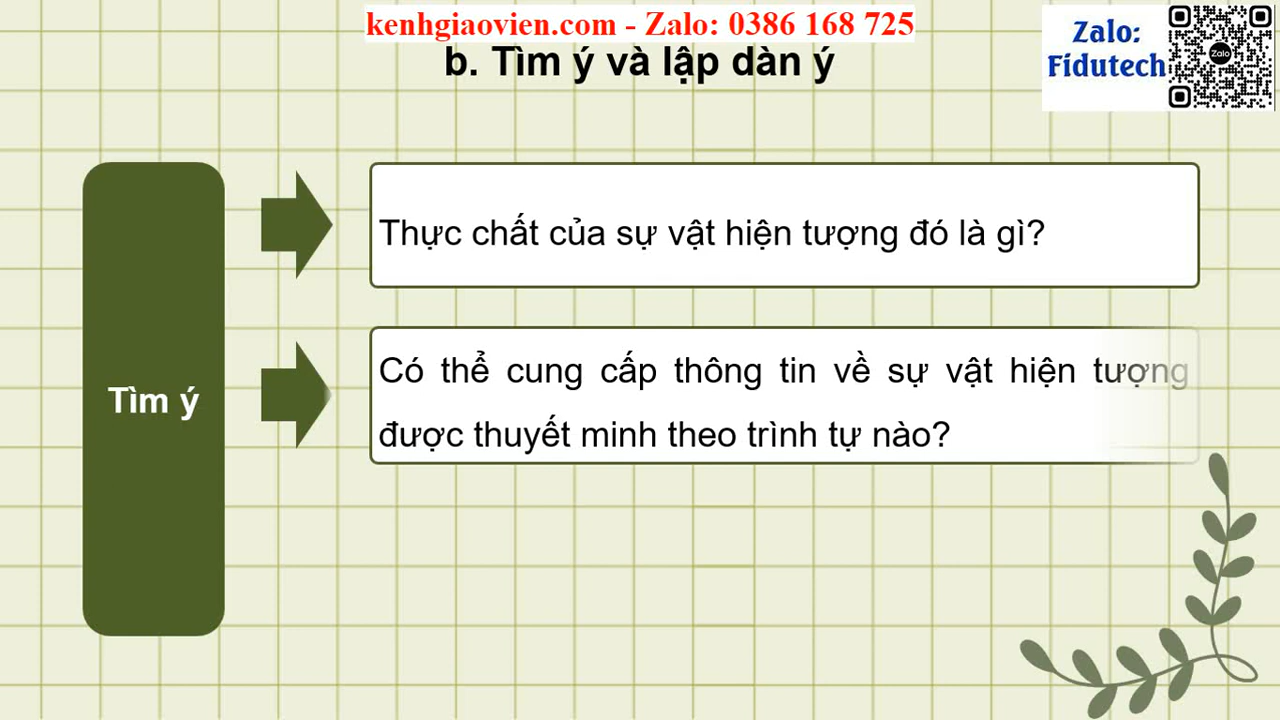 kenhgiaovien.com - Zalo: 0386 168 725
Zalo:
Fidutech
Zalo
b. Tìm ý và lập dàn ý
Tìm ý
Thực chất của sự vật hiện tượng đó là gì?
Có thể cung cấp thông tin về sự vật hiện tượng
được thuyết minh theo trình tự nào?